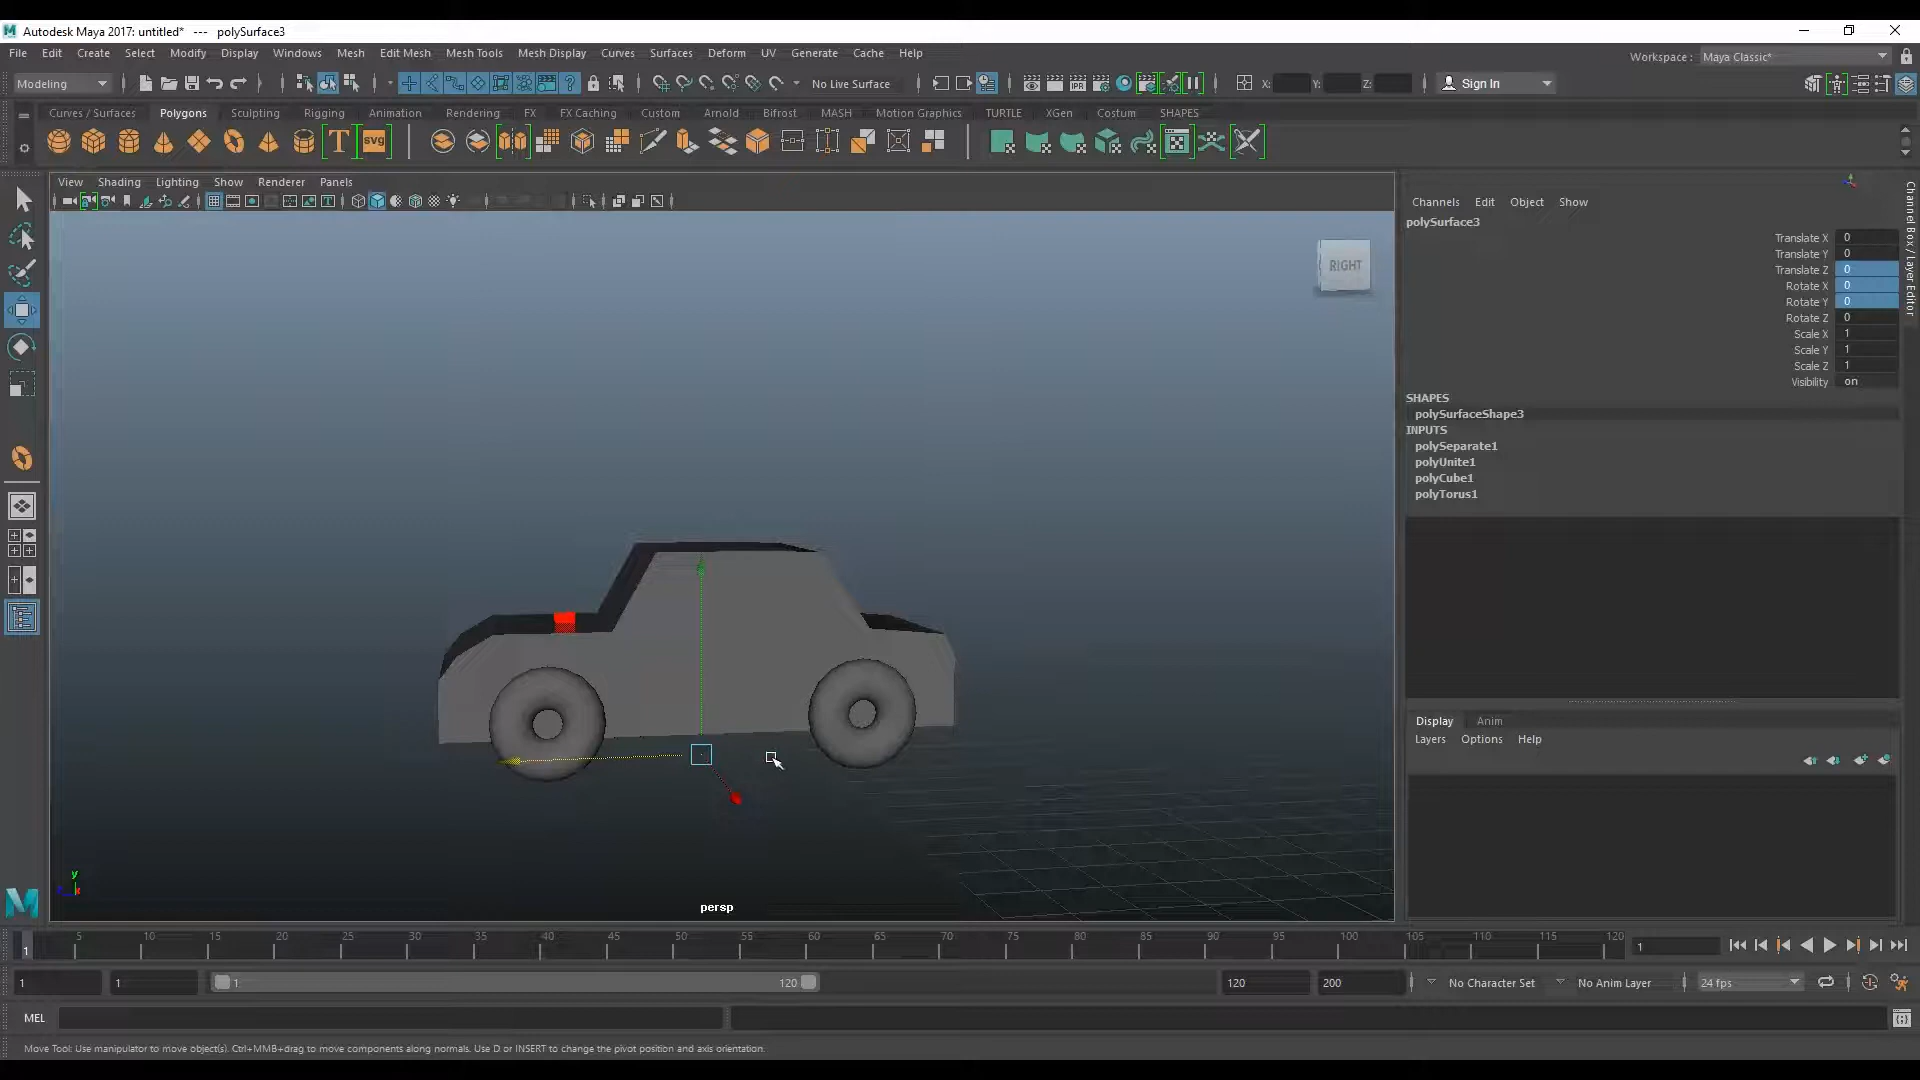 Autodesk Maya 2017: untitled* --- polySurface3
File Edit Create Select Modify Display Windows Mesh Edit Mesh Mesh Tools Mesh Display Curves Surfaces Deform UV Generate Cache Help
Workspace : Maya Classic*
Modeling No Live Surface X: Y: Z: Sign In
Curves / Surfaces Polygons Sculpting Rigging Animation Rendering FX FX Caching Custom Arnold Bifrost MASH Motion Graphics TURTLE XGen Costum SHAPES
T svg
View Shading Lighting Show Renderer Panels
RIGHT
Channels Edit Object Show
polySurface3
Translate X 0
Translate Y 0
Translate Z 0
Rotate X 0
Rotate Y 0
Rotate Z 0
Scale X 1
Scale Y 1
Scale Z 1
Visibility on
SHAPES
polySurfaceShape3
INPUTS
polySeparate1
polyUnite1
polyCube1
polyTorus1
Channel Box / Layer Editor
Display Anim
Layers Options Help
y
persp
5 10 15 20 25 30 35 40 45 50 55 60 65 70 75 80 85 90 95 100 105 110 115 120
1 1
1 1 1 120 120 200 No Character Set No Anim Layer 24 fps
MEL
Move Tool: Use manipulator to move object(s). Ctrl+MMB+drag to move components along normals. Use D or INSERT to change the pivot position and axis orientation.